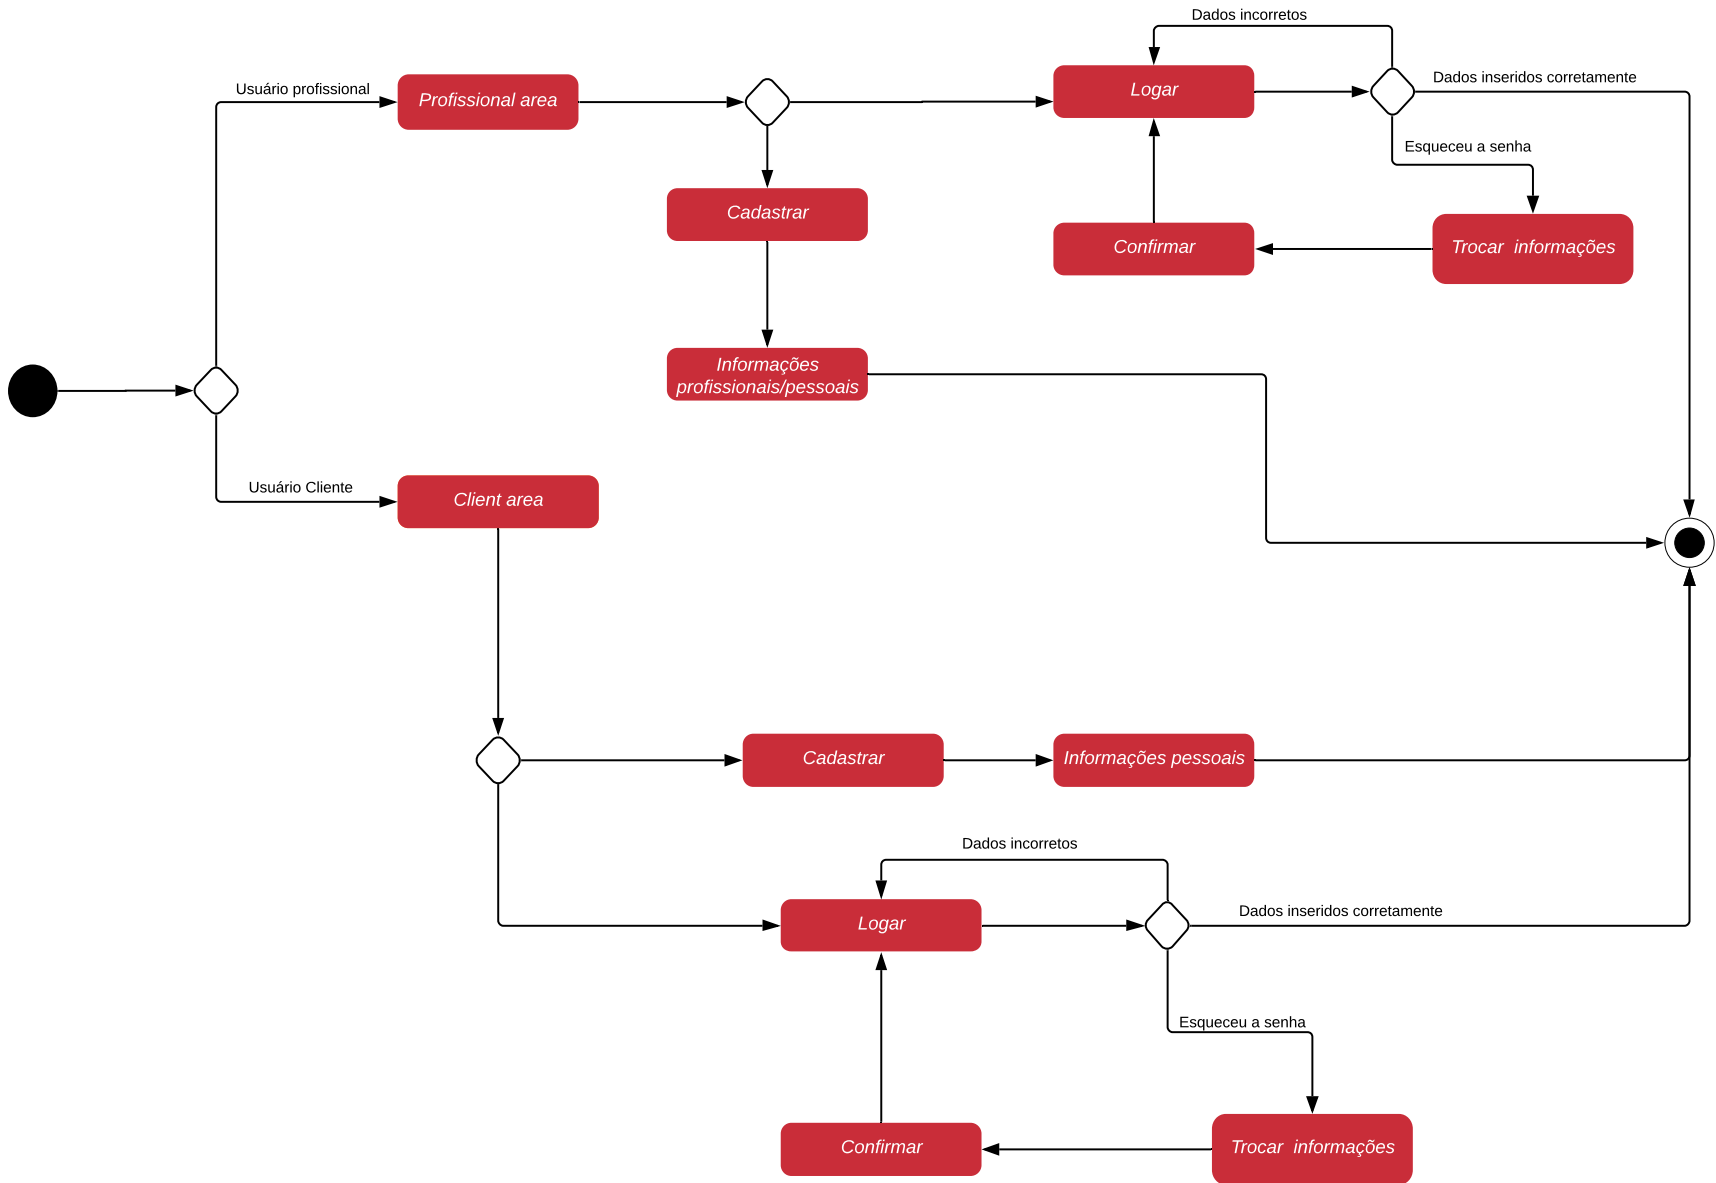 Dados incorretos
Usuário profissional
Profissional area
Logar
Dados inseridos corretamente
Esqueceu a senha
Cadastrar
Confirmar
Trocar  informações
Informações
profissionais/pessoais
Usuário Cliente
Client area
Cadastrar
Informações pessoais
Dados incorretos
Logar
Dados inseridos corretamente
Esqueceu a senha
Confirmar
Trocar  informações